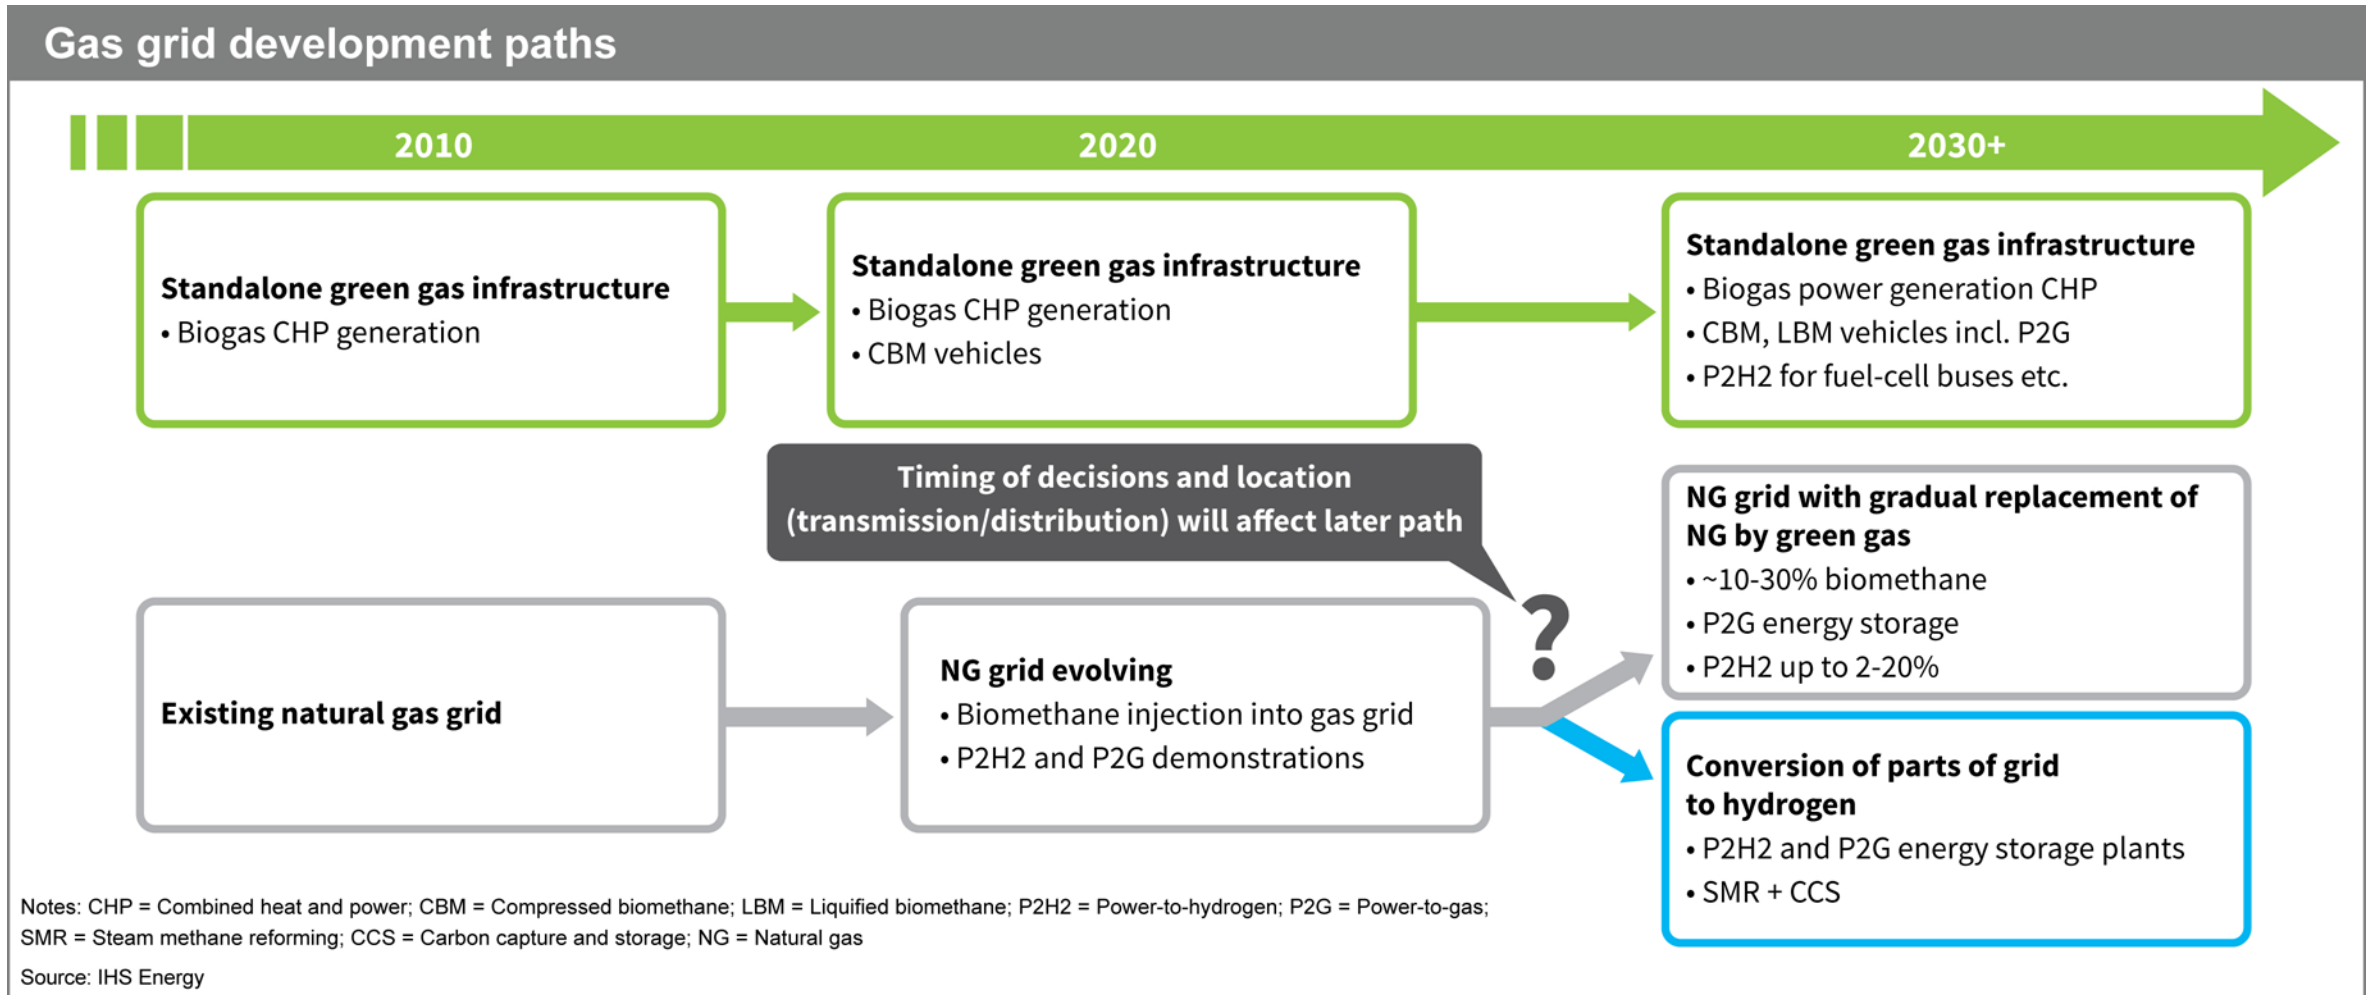 Gas grid development paths
2010
2020
2030+
Standalone green gas infrastructure
• Biogas CHP generation
Standalone green gas infrastructure
• Biogas CHP generation
• CBM vehicles
Standalone green gas infrastructure
• Biogas power generation CHP
• CBM, LBM vehicles incl. P2G
• P2H2 for fuel-cell buses etc.
Timing of decisions and location
(transmission/distribution) will affect later path
?
Existing natural gas grid
NG grid evolving
• Biomethane injection into gas grid
• P2H2 and P2G demonstrations
NG grid with gradual replacement of
NG by green gas
• ~10-30% biomethane
• P2G energy storage
• P2H2 up to 2-20%
Conversion of parts of grid
to hydrogen
• P2H2 and P2G energy storage plants
• SMR + CCS
Notes: CHP = Combined heat and power; CBM = Compressed biomethane; LBM = Liquified biomethane; P2H2 = Power-to-hydrogen; P2G = Power-to-gas;
SMR = Steam methane reforming; CCS = Carbon capture and storage; NG = Natural gas
Source: IHS Energy